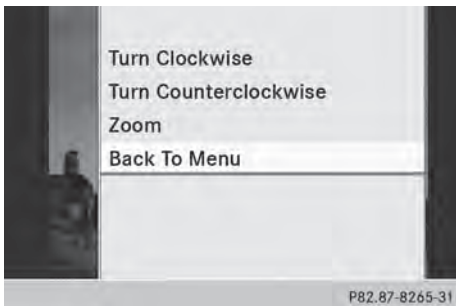 Turn Clockwise
Turn Counterclockwise
Zoom
Back To Menu
P82.87-8265-31